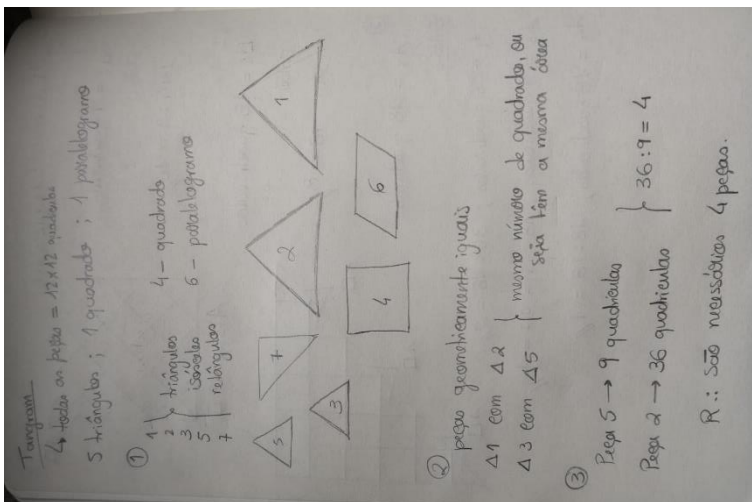 Tangram
↳ todas as peças = 12x12 quadrículas
5 triângulos ; 1 quadrado ; 1 paralelogramo
① 1
2
3
5
7
} triângulos
isósceles
retângulos
4 - quadrado
6 - paralelogramo
5
3
7
2
1
4
6
② peças geometricamente iguais
Δ1 com Δ2
Δ3 com Δ5
} mesmo número de quadrados, ou
seja têm a mesma área
③ Peça 5 → 9 quadrículas
Peça 2 → 36 quadrículas
} 36 : 9 = 4
R.: São necessárias 4 peças.